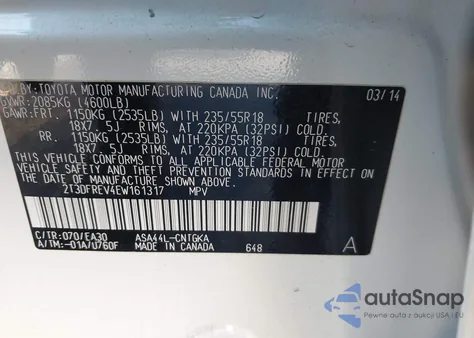 BY:TOYOTA MOTOR MANUFACTURING CANADA INC.
GVWR: 2085KG (4600LB) 03/14
GAWR:FRT. 1150KG (2535LB) WITH 235/55R18 TIRES,
18X7. 5J RIMS, AT 220KPA (32PSI) COLD.
RR. 1150KG (2535LB) WITH 235/55R18 TIRES,
18X7. 5J RIMS, AT 220KPA (32PSI) COLD.
THIS VEHICLE CONFORMS TO ALL APPLICABLE FEDERAL MOTOR
VEHICLE SAFETY AND THEFT PREVENTION STANDARDS IN EFFECT
ON THE DATE OF MANUFACTURE SHOWN ABOVE.
2T3DFREV4EW161317 MPV
C/TR:070/EA30 ASA44L-CNTGKA
A/TM:-01A/U760F MADE IN CANADA 648 A
autoSnap
Pewne auta z USA i EU